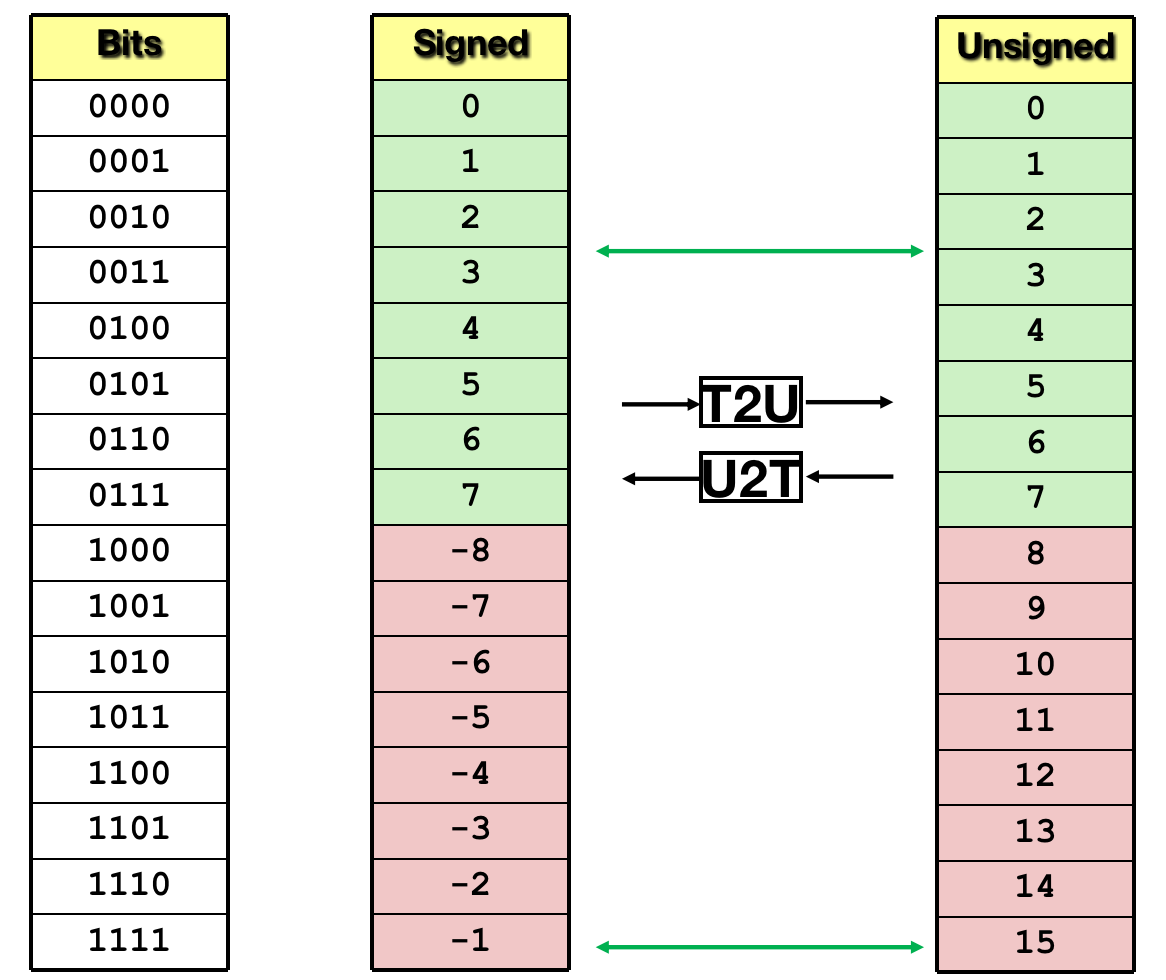 Bits Signed Unsigned
0000 0 0
0001 1 1
0010 2 2
0011 3 3
0100 4 4
0101 5 T2U 5
0110 6 U2T 6
0111 7 7
1000 -8 8
1001 -7 9
1010 -6 10
1011 -5 11
1100 -4 12
1101 -3 13
1110 -2 14
1111 -1 15